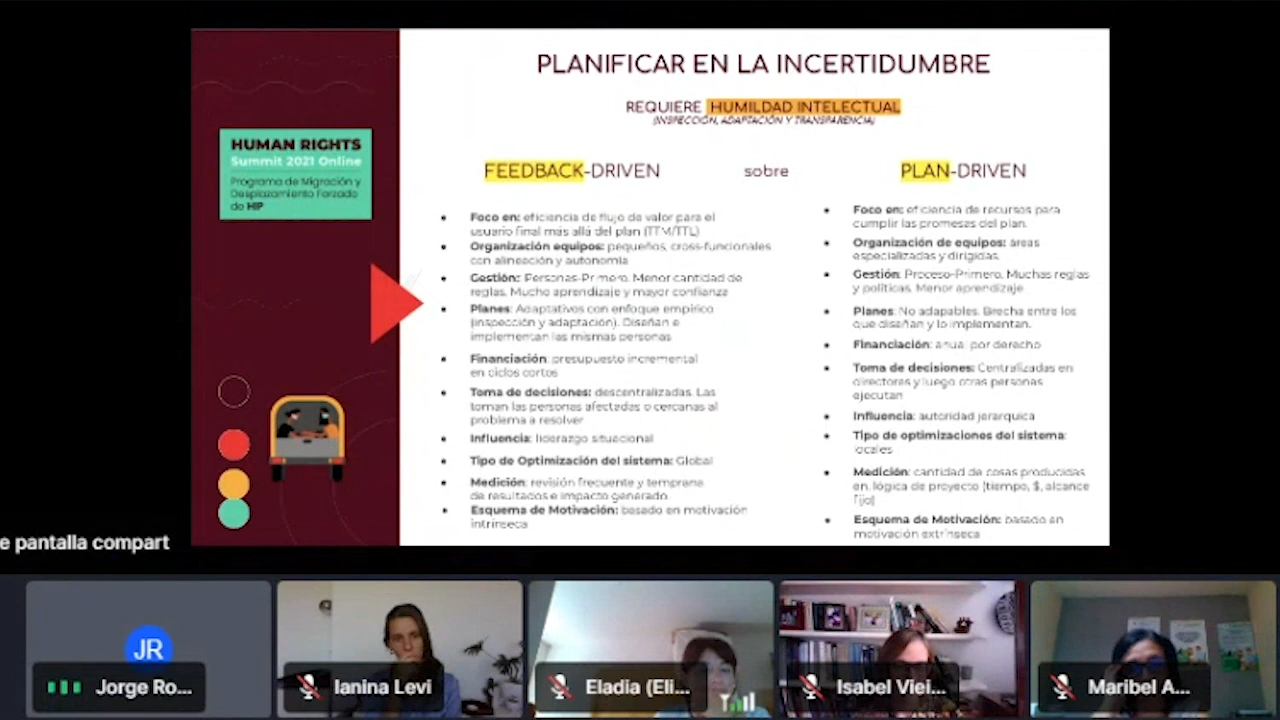 PLANIFICAR EN LA INCERTIDUMBRE
REQUIERE HUMILDAD INTELECTUAL
(INSPECCIÓN, ADAPTACIÓN Y TRANSPARENCIA)
HUMAN RIGHTS
Summit 2021 Online
Programa de Migración y
Desplazamiento Forzado
de HIP
FEEDBACK-DRIVEN
sobre
PLAN-DRIVEN
Foco en: eficiencia de flujo de valor para el
usuario final más allá del plan (TTM/TTL)
Organización equipos: pequeños, cross-funcionales
con alineación y autonomía
Gestión: Personas-Primero. Menor cantidad de
reglas. Mucho aprendizaje y mayor confianza
Planes: Adaptativos con enfoque empírico
(inspección y adaptación). Diseñan e
implementan las mismas personas
Financiación: presupuesto incremental
en ciclos cortos
Toma de decisiones: descentralizadas. Las
toman las personas afectadas o cercanas al
problema a resolver
Influencia: liderazgo situacional
Tipo de Optimización del sistema: Global
Medición: revisión frecuente y temprana
de resultados e impacto generado.
Esquema de Motivación: basado en motivación
intrínseca
Foco en: eficiencia de recursos para
cumplir las promesas del plan.
Organización de equipos: áreas
especializadas y dirigidas.
Gestión: Proceso-Primero. Muchas reglas
y políticas. Menor aprendizaje
Planes: No adapables. Brecha entre los
que diseñan y lo implementan.
Financiación: anual por derecho
Toma de decisiones: Centralizadas en
directores y luego otras personas
ejecutan
Influencia: autoridad jerarquica
Tipo de optimizaciones del sistema:
locales
Medición: cantidad de cosas producidas
en lógica de proyecto (tiempo, $, alcance
fijo)
Esquema de Motivación: basado en
motivación extrínseca
e pantalla compart
JR
Jorge Ro...
Ianina Levi
Eladia (Eli...
Isabel Viei...
Maribel A...